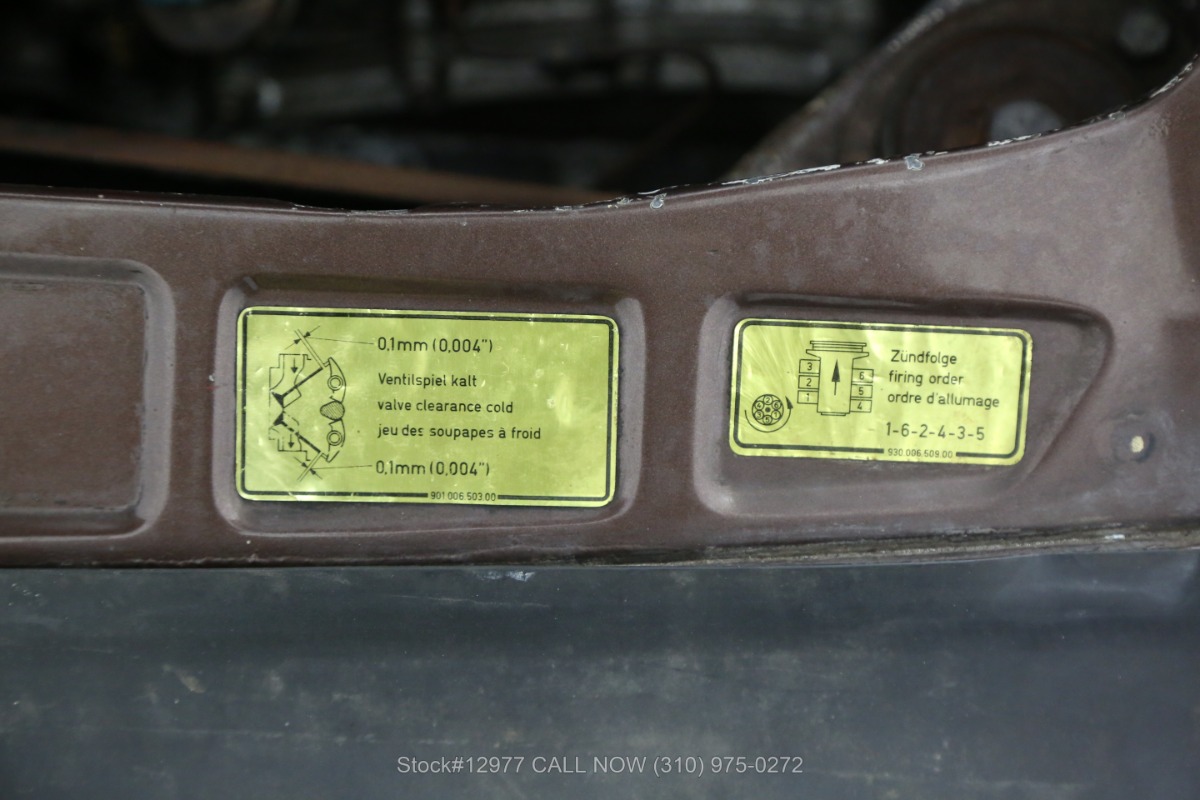 0,1mm (0,004")
Ventilspiel kalt
valve clearance cold
jeu des soupapes à froid
0,1mm (0,004")
901.006.503.00
3
2
1
6
5
4
Zündfolge
firing order
ordre d'allumage
1-6-2-4-3-5
930.006.509.00
Stock#12977 CALL NOW (310) 975-0272